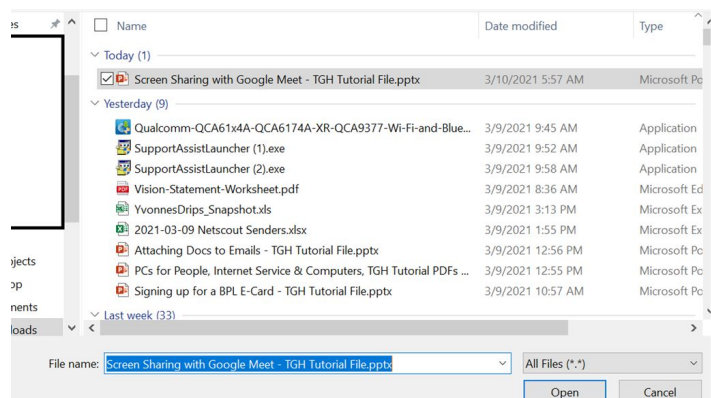 es Name Date modified Type
Today (1)
Screen Sharing with Google Meet - TGH Tutorial File.pptx 3/10/2021 5:57 AM Microsoft Po
Yesterday (9)
Qualcomm-QCA61x4A-QCA6174A-XR-QCA9377-Wi-Fi-and-Blue... 3/9/2021 9:45 AM Application
SupportAssistLauncher (1).exe 3/9/2021 9:52 AM Application
SupportAssistLauncher (2).exe 3/9/2021 9:58 AM Application
Vision-Statement-Worksheet.pdf 3/9/2021 8:36 AM Microsoft Ed
YvonnesDrips_Snapshot.xls 3/9/2021 3:13 PM Microsoft Ex
2021-03-09 Netscout Senders.xlsx 3/9/2021 1:55 PM Microsoft Ex
ojects Attaching Docs to Emails - TGH Tutorial File.pptx 3/9/2021 12:56 PM Microsoft Po
op PCs for People, Internet Service & Computers, TGH Tutorial PDFs ... 3/9/2021 12:55 PM Microsoft Po
Signing up for a BPL E-Card - TGH Tutorial File.pptx 3/9/2021 10:57 AM Microsoft Po
ments Last week (33)
loads
File name: Screen Sharing with Google Meet - TGH Tutorial File.pptx All Files (*.*)
Open Cancel